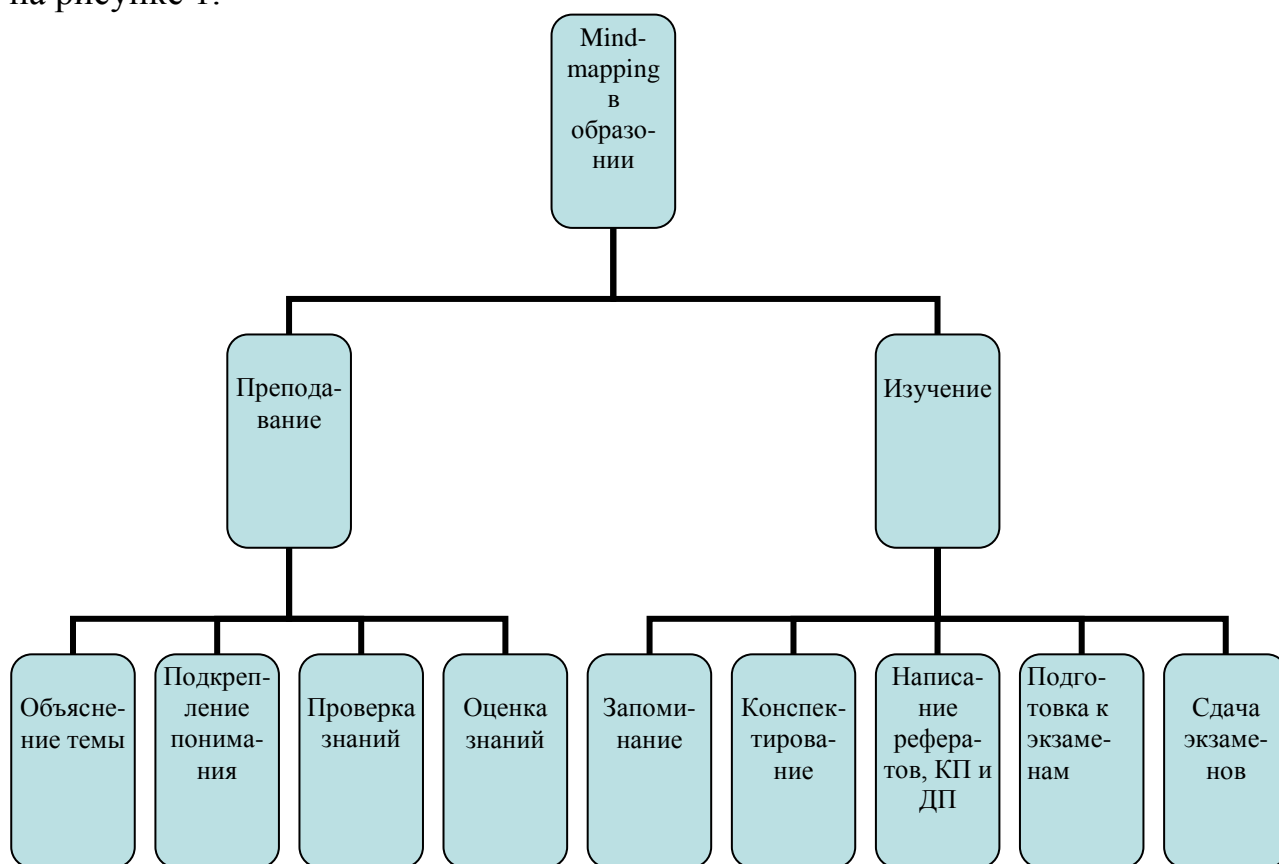 на рисунке 1.
Mind-
mapping
в
образо-
нии
Препода-
вание
Изучение
Объясне-
ние темы
Подкреп-
ление
понима-
ния
Проверка
знаний
Оценка
знаний
Запоми-
нание
Конспек-
тирова-
ние
Написа-
ние
рефера-
тов, КП и
ДП
Подго-
товка к
экзаме-
нам
Сдача
экзаме-
нов